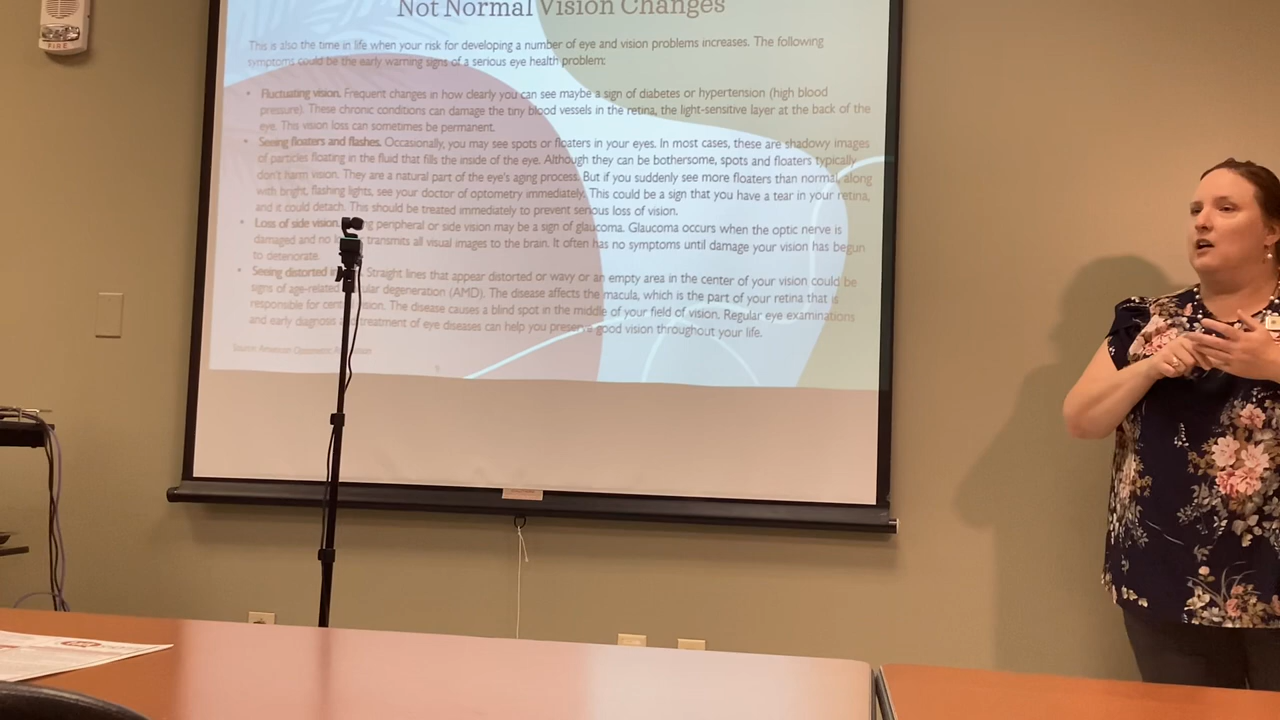 FIRE
Not Normal Vision Changes
This is also the time in life when your risk for developing a number of eye and vision problems increases. The following
symptoms could be the early warning signs of a serious eye health problem:
• Fluctuating vision. Frequent changes in how clearly you can see maybe a sign of diabetes or hypertension (high blood
pressure). These chronic conditions can damage the tiny blood vessels in the retina, the light-sensitive layer at the back of the
eye. This vision loss can sometimes be permanent.
• Seeing floaters and flashes. Occasionally, you may see spots or floaters in your eyes. In most cases, these are shadowy images
of particles floating in the fluid that fills the inside of the eye. Although they can be bothersome, spots and floaters typically
don't harm vision. They are a natural part of the eye's aging process. But if you suddenly see more floaters than normal, along
with bright, flashing lights, see your doctor of optometry immediately. This could be a sign that you have a tear in your retina,
and it could detach. This should be treated immediately to prevent serious loss of vision.
• Loss of side vision. peripheral or side vision may be a sign of glaucoma. Glaucoma occurs when the optic nerve is
damaged and no transmits all visual images to the brain. It often has no symptoms until damage your vision has begun
to deteriorate.
• Seeing distorted Straight lines that appear distorted or wavy or an empty area in the center of your vision could be
signs of age-related degeneration (AMD). The disease affects the macula, which is the part of your retina that is
responsible for vision. The disease causes a blind spot in the middle of your field of vision. Regular eye examinations
and early diagnosis treatment of eye diseases can help you preserve good vision throughout your life.
Source: American Optometric